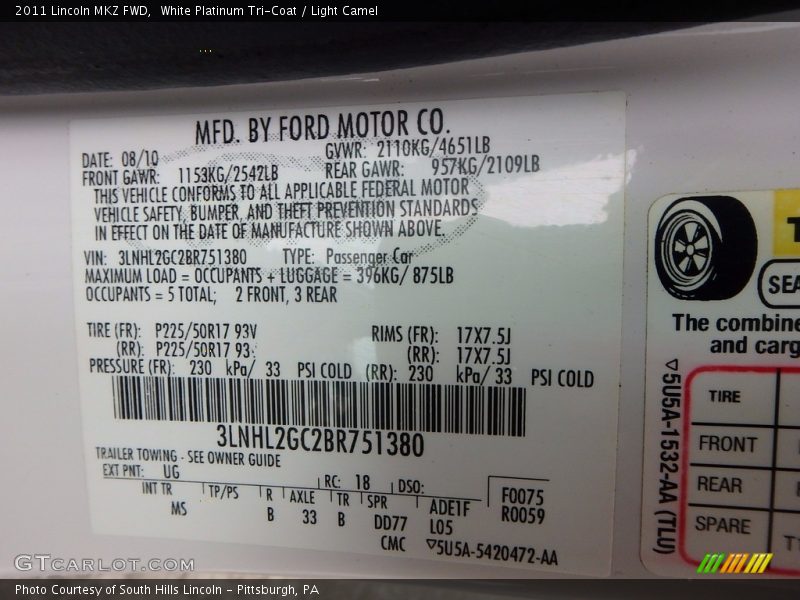 2011 Lincoln MKZ FWD, White Platinum Tri-Coat / Light Camel
MFD. BY FORD MOTOR CO.
DATE: 08/10 GVWR: 2110KG/4651LB
FRONT GAWR: 1153KG/2542LB REAR GAWR: 957KG/2109LB
THIS VEHICLE CONFORMS TO ALL APPLICABLE FEDERAL MOTOR
VEHICLE SAFETY, BUMPER, AND THEFT PREVENTION STANDARDS
IN EFFECT ON THE DATE OF MANUFACTURE SHOWN ABOVE.
VIN: 3LNHL2GC2BR751380 TYPE: Passenger Car
MAXIMUM LOAD = OCCUPANTS + LUGGAGE = 396KG/ 875LB
OCCUPANTS = 5 TOTAL; 2 FRONT, 3 REAR
TIRE (FR): P225/50R17 93V RIMS (FR): 17X7.5J
(RR): P225/50R17 93 (RR): 17X7.5J
PRESSURE (FR): 230 kPa/ 33 PSI COLD (RR): 230 kPa/ 33 PSI COLD
3LNHL2GC2BR751380
TRAILER TOWING - SEE OWNER GUIDE
EXT PNT: UG RC: 18 DSO:
INT TR TP/PS R AXLE TR SPR ADE1F F0075
MS B 33 B DD77 L05 R0059
CMC ▽5U5A-5420472-AA
The combine
and carg
TIRE
FRONT
REAR
SPARE
▽5U5A-1532-AA (TLU)
GTCARLOT.COM
Photo Courtesy of South Hills Lincoln - Pittsburgh, PA